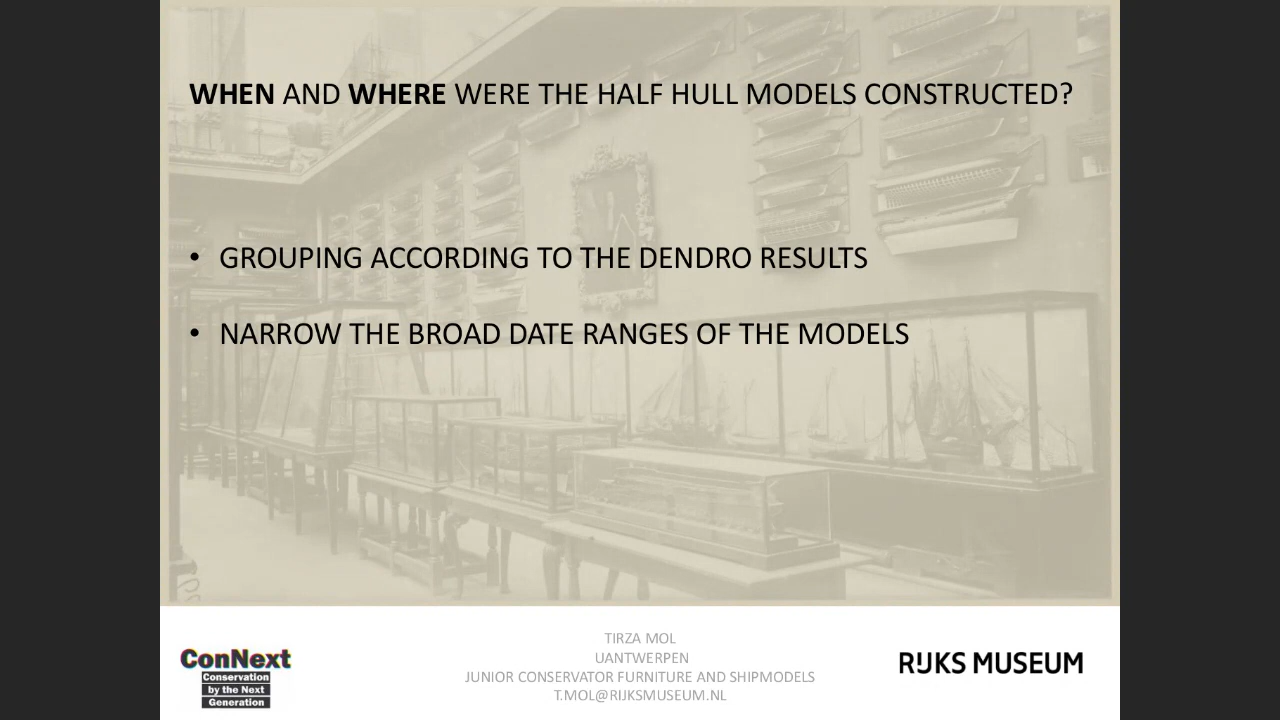 WHEN AND WHERE WERE THE HALF HULL MODELS CONSTRUCTED?
• GROUPING ACCORDING TO THE DENDRO RESULTS
• NARROW THE BROAD DATE RANGES OF THE MODELS
ConNext
Conservation
by the Next
Generation
TIRZA MOL
UANTWERPEN
JUNIOR CONSERVATOR FURNITURE AND SHIPMODELS
T.MOL@RIJKSMUSEUM.NL
RIJKS MUSEUM